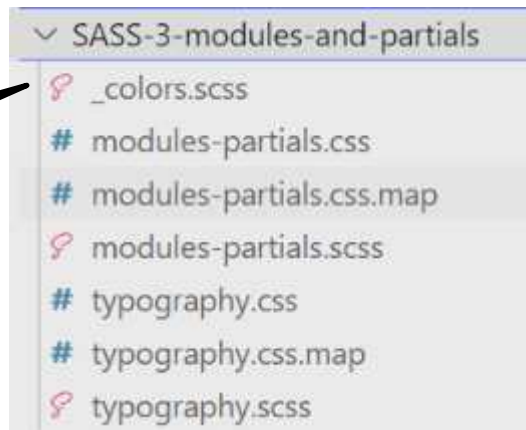 SASS-3-modules-and-partials
_colors.scss
# modules-partials.css
# modules-partials.css.map
modules-partials.scss
# typography.css
# typography.css.map
typography.scss